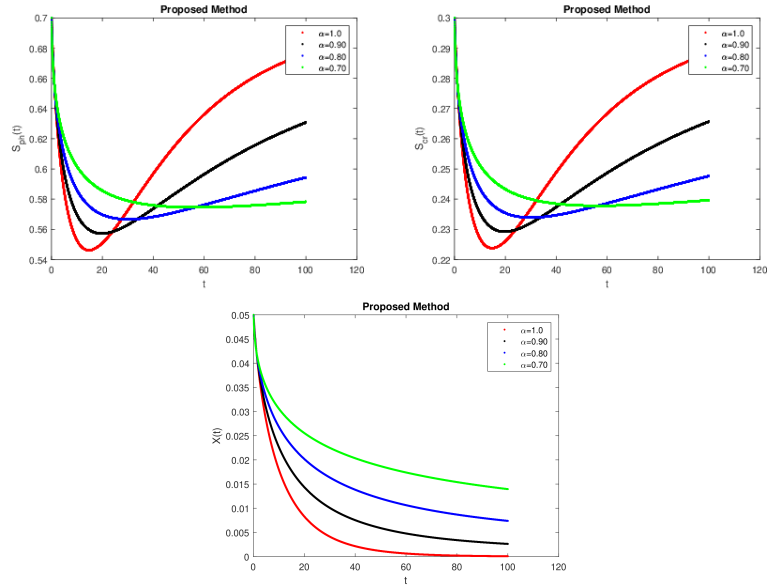 Proposed Method
0.7
0.68
0.66
0.64
0.62
0.6
0.58
0.56
0.54
S_ph(t)
0 20 40 60 80 100 120
t
α=1.0
α=0.90
α=0.80
α=0.70
Proposed Method
0.3
0.29
0.28
0.27
0.26
0.25
0.24
0.23
0.22
S_cr(t)
0 20 40 60 80 100 120
t
α=1.0
α=0.90
α=0.80
α=0.70
Proposed Method
0.05
0.045
0.04
0.035
0.03
0.025
0.02
0.015
0.01
0.005
0
X(t)
0 20 40 60 80 100 120
t
α=1.0
α=0.90
α=0.80
α=0.70